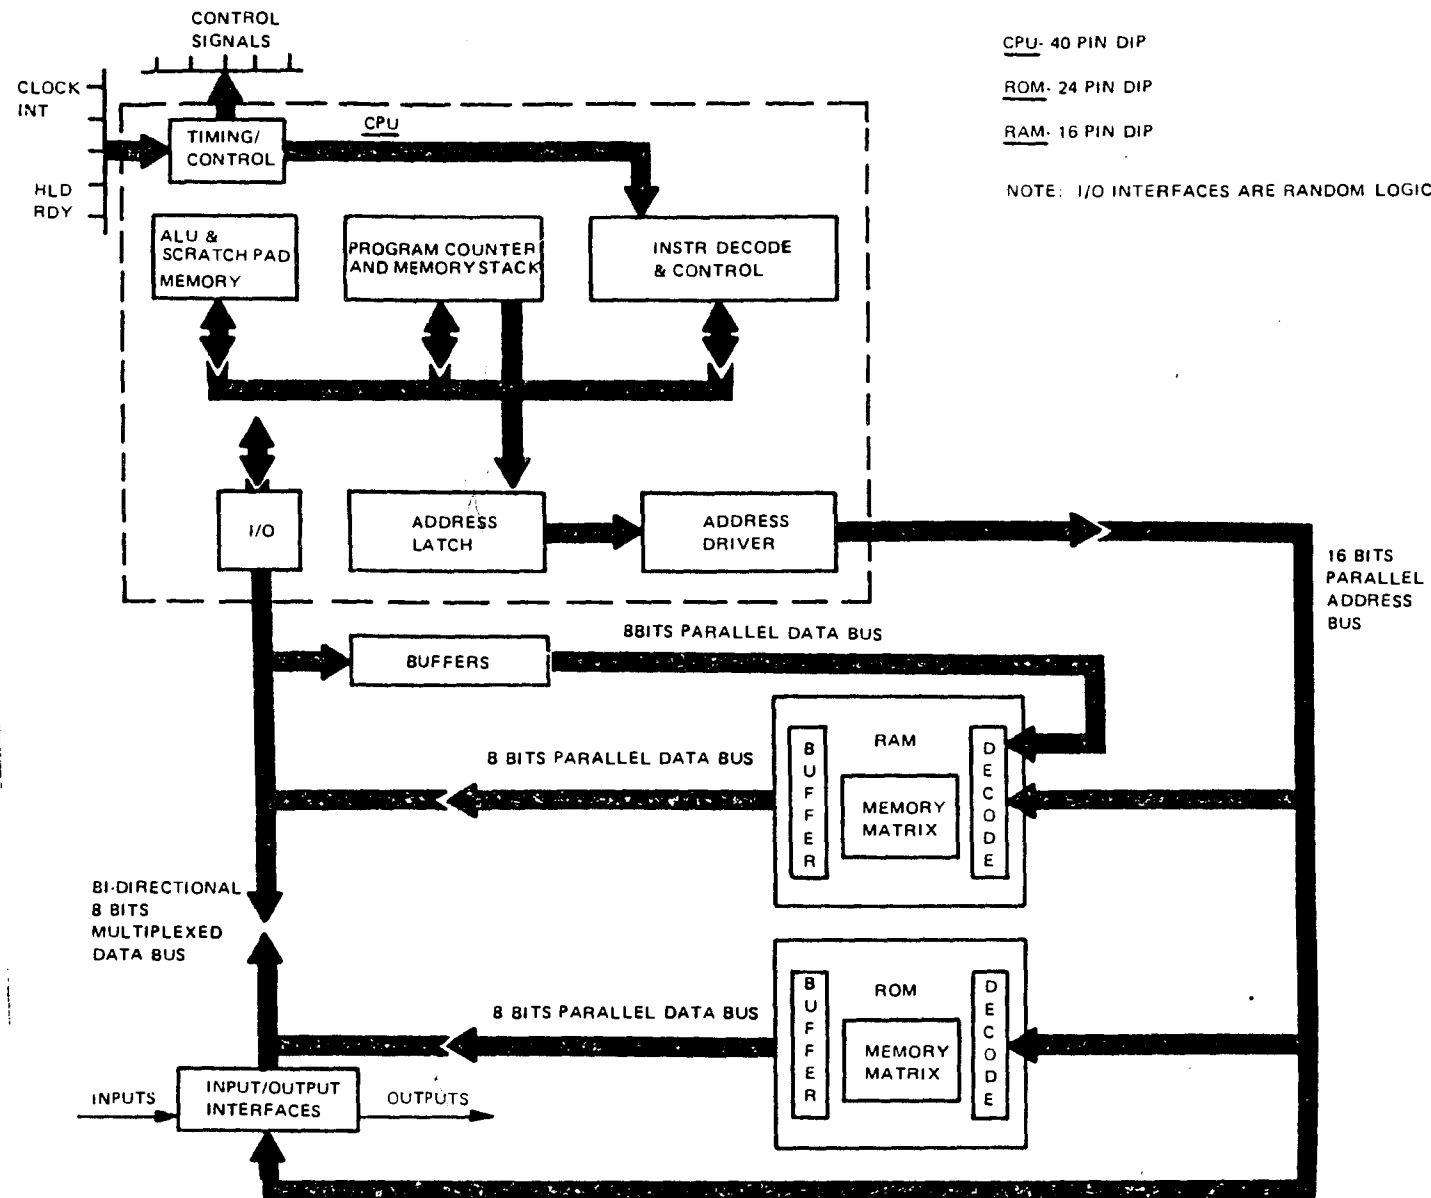 CONTROL
SIGNALS
CPU- 40 PIN DIP
ROM- 24 PIN DIP
RAM- 16 PIN DIP
NOTE: I/O INTERFACES ARE RANDOM LOGIC
CLOCK
INT
HLD
RDY
TIMING/
CONTROL
CPU
ALU &
SCRATCH PAD
MEMORY
PROGRAM COUNTER
AND MEMORY STACK
INSTR DECODE
& CONTROL
I/O
ADDRESS
LATCH
ADDRESS
DRIVER
16 BITS
PARALLEL
ADDRESS
BUS
BUFFERS
8BITS PARALLEL DATA BUS
8 BITS PARALLEL DATA BUS
BUFFER
RAM
MEMORY
MATRIX
DECODE
BI-DIRECTIONAL
8 BITS
MULTIPLEXED
DATA BUS
8 BITS PARALLEL DATA BUS
BUFFER
ROM
MEMORY
MATRIX
DECODE
INPUTS
INPUT/OUTPUT
INTERFACES
OUTPUTS